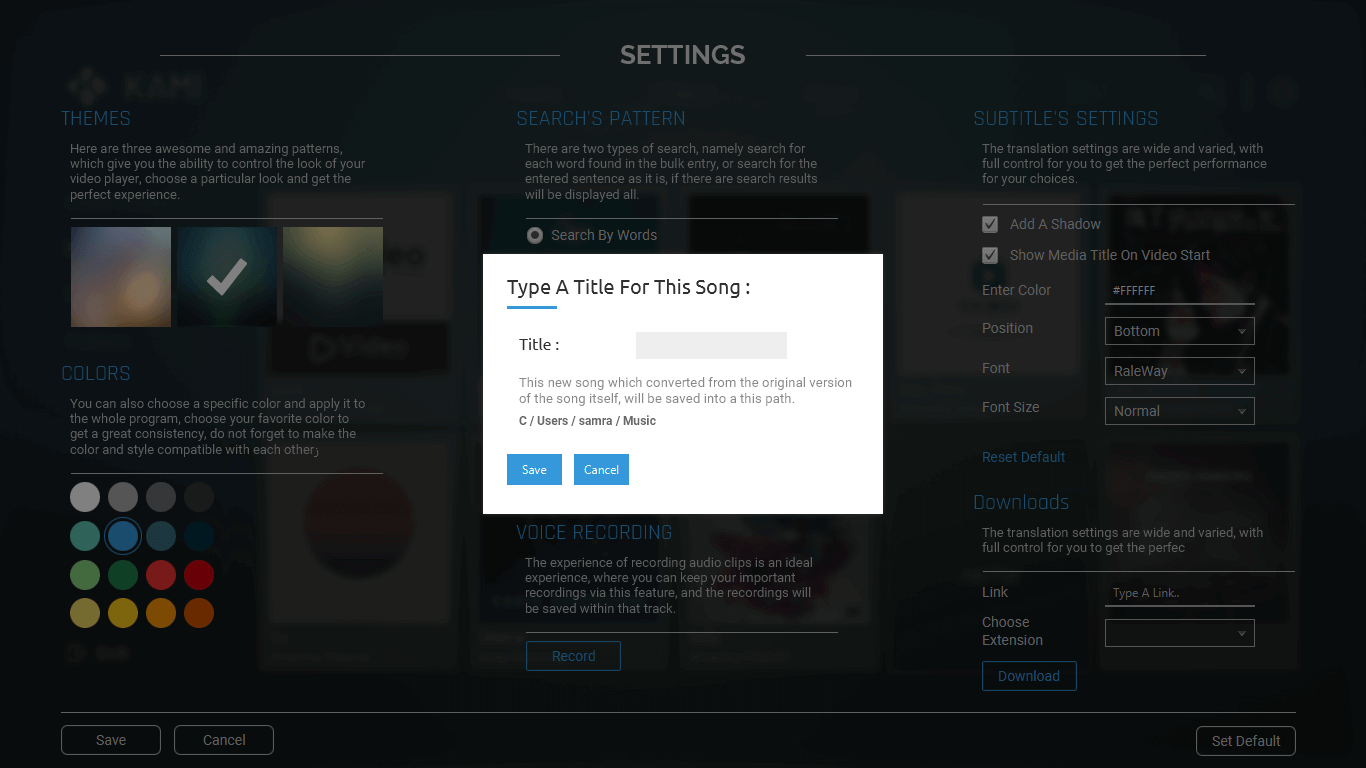 SETTINGS
KAMI
THEMES
Here are three awesome and amazing patterns,
which give you the ability to control the look of your
video player, choose a particular look and get the
perfect experience.
COLORS
You can also choose a specific color and apply it to
the whole program, choose your favorite color to
get a great consistency, do not forget to make the
color and style compatible with each other;
SEARCH'S PATTERN
There are two types of search, namely search for
each word found in the bulk entry, or search for the
entered sentence as it is, if there are search results
will be displayed all.
Search By Words
Type A Title For This Song :
Title :
This new song which converted from the original version
of the song itself, will be saved into a this path.
C / Users / samra / Music
Save
Cancel
VOICE RECORDING
The experience of recording audio clips is an ideal
experience, where you can keep your important
recordings via this feature, and the recordings will
be saved within that track.
Record
SUBTITLE'S SETTINGS
The translation settings are wide and varied, with
full control for you to get the perfect performance
for your choices.
Add A Shadow
Show Media Title On Video Start
Enter Color
#FFFFFF
Position
Bottom
Font
RaleWay
Font Size
Normal
Reset Default
Downloads
The translation settings are wide and varied, with
full control for you to get the perfec
Link
Type A Link..
Choose
Extension
Download
Video
Save
Cancel
Set Default